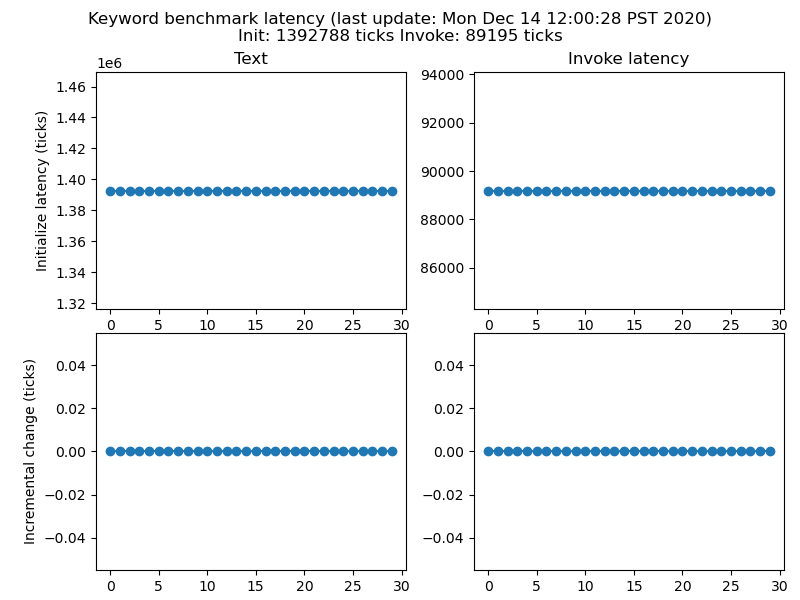 Keyword benchmark latency (last update: Mon Dec 14 12:00:28 PST 2020)
Init: 1392788 ticks Invoke: 89195 ticks
Text
Invoke latency
1e6
Initialize latency (ticks)
1.46
1.44
1.42
1.40
1.38
1.36
1.34
1.32
0 5 10 15 20 25 30
94000
92000
90000
88000
86000
0 5 10 15 20 25 30
Incremental change (ticks)
0.04
0.02
0.00
−0.02
−0.04
0 5 10 15 20 25 30
0.04
0.02
0.00
−0.02
−0.04
0 5 10 15 20 25 30